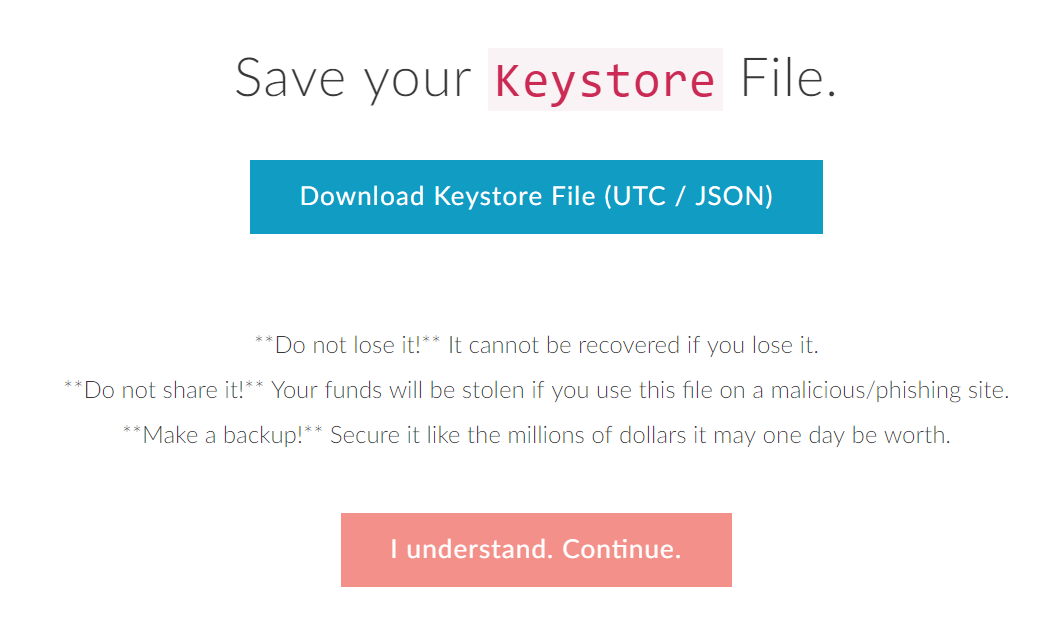 Save your Keystore File.
Download Keystore File (UTC / JSON)
**Do not lose it!** It cannot be recovered if you lose it.
**Do not share it!** Your funds will be stolen if you use this file on a malicious/phishing site.
**Make a backup!** Secure it like the millions of dollars it may one day be worth.
I understand. Continue.